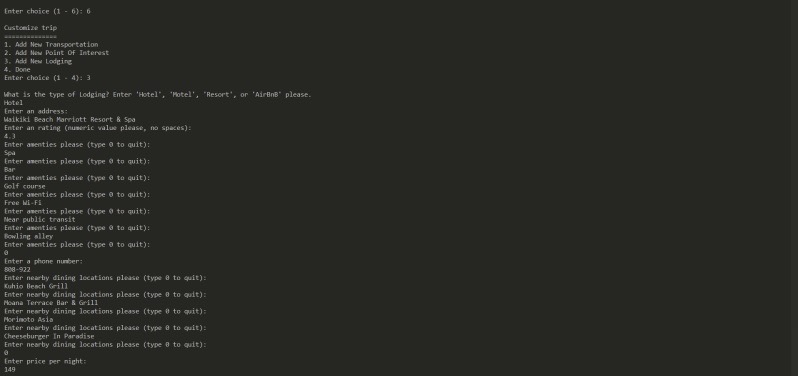 Enter choice (1 - 6): 6
Customize trip
==============
1. Add New Transportation
2. Add New Point Of Interest
3. Add New Lodging
4. Done
Enter choice (1 - 4): 3
What is the type of Lodging? Enter 'Hotel', 'Motel', 'Resort', or 'AirBnB' please.
Hotel
Enter an address:
Waikiki Beach Marriott Resort & Spa
Enter an rating (numeric value please, no spaces):
4.3
Enter amenties please (type 0 to quit):
Spa
Enter amenties please (type 0 to quit):
Bar
Enter amenties please (type 0 to quit):
Golf course
Enter amenties please (type 0 to quit):
Free Wi-Fi
Enter amenties please (type 0 to quit):
Near public transit
Enter amenties please (type 0 to quit):
Bowling alley
Enter amenties please (type 0 to quit):
0
Enter a phone number:
808-922
Enter nearby dining locations please (type 0 to quit):
Kuhio Beach Grill
Enter nearby dining locations please (type 0 to quit):
Moana Terrace Bar & Grill
Enter nearby dining locations please (type 0 to quit):
Morimoto Asia
Enter nearby dining locations please (type 0 to quit):
Cheeseburger In Paradise
Enter nearby dining locations please (type 0 to quit):
0
Enter price per night:
149